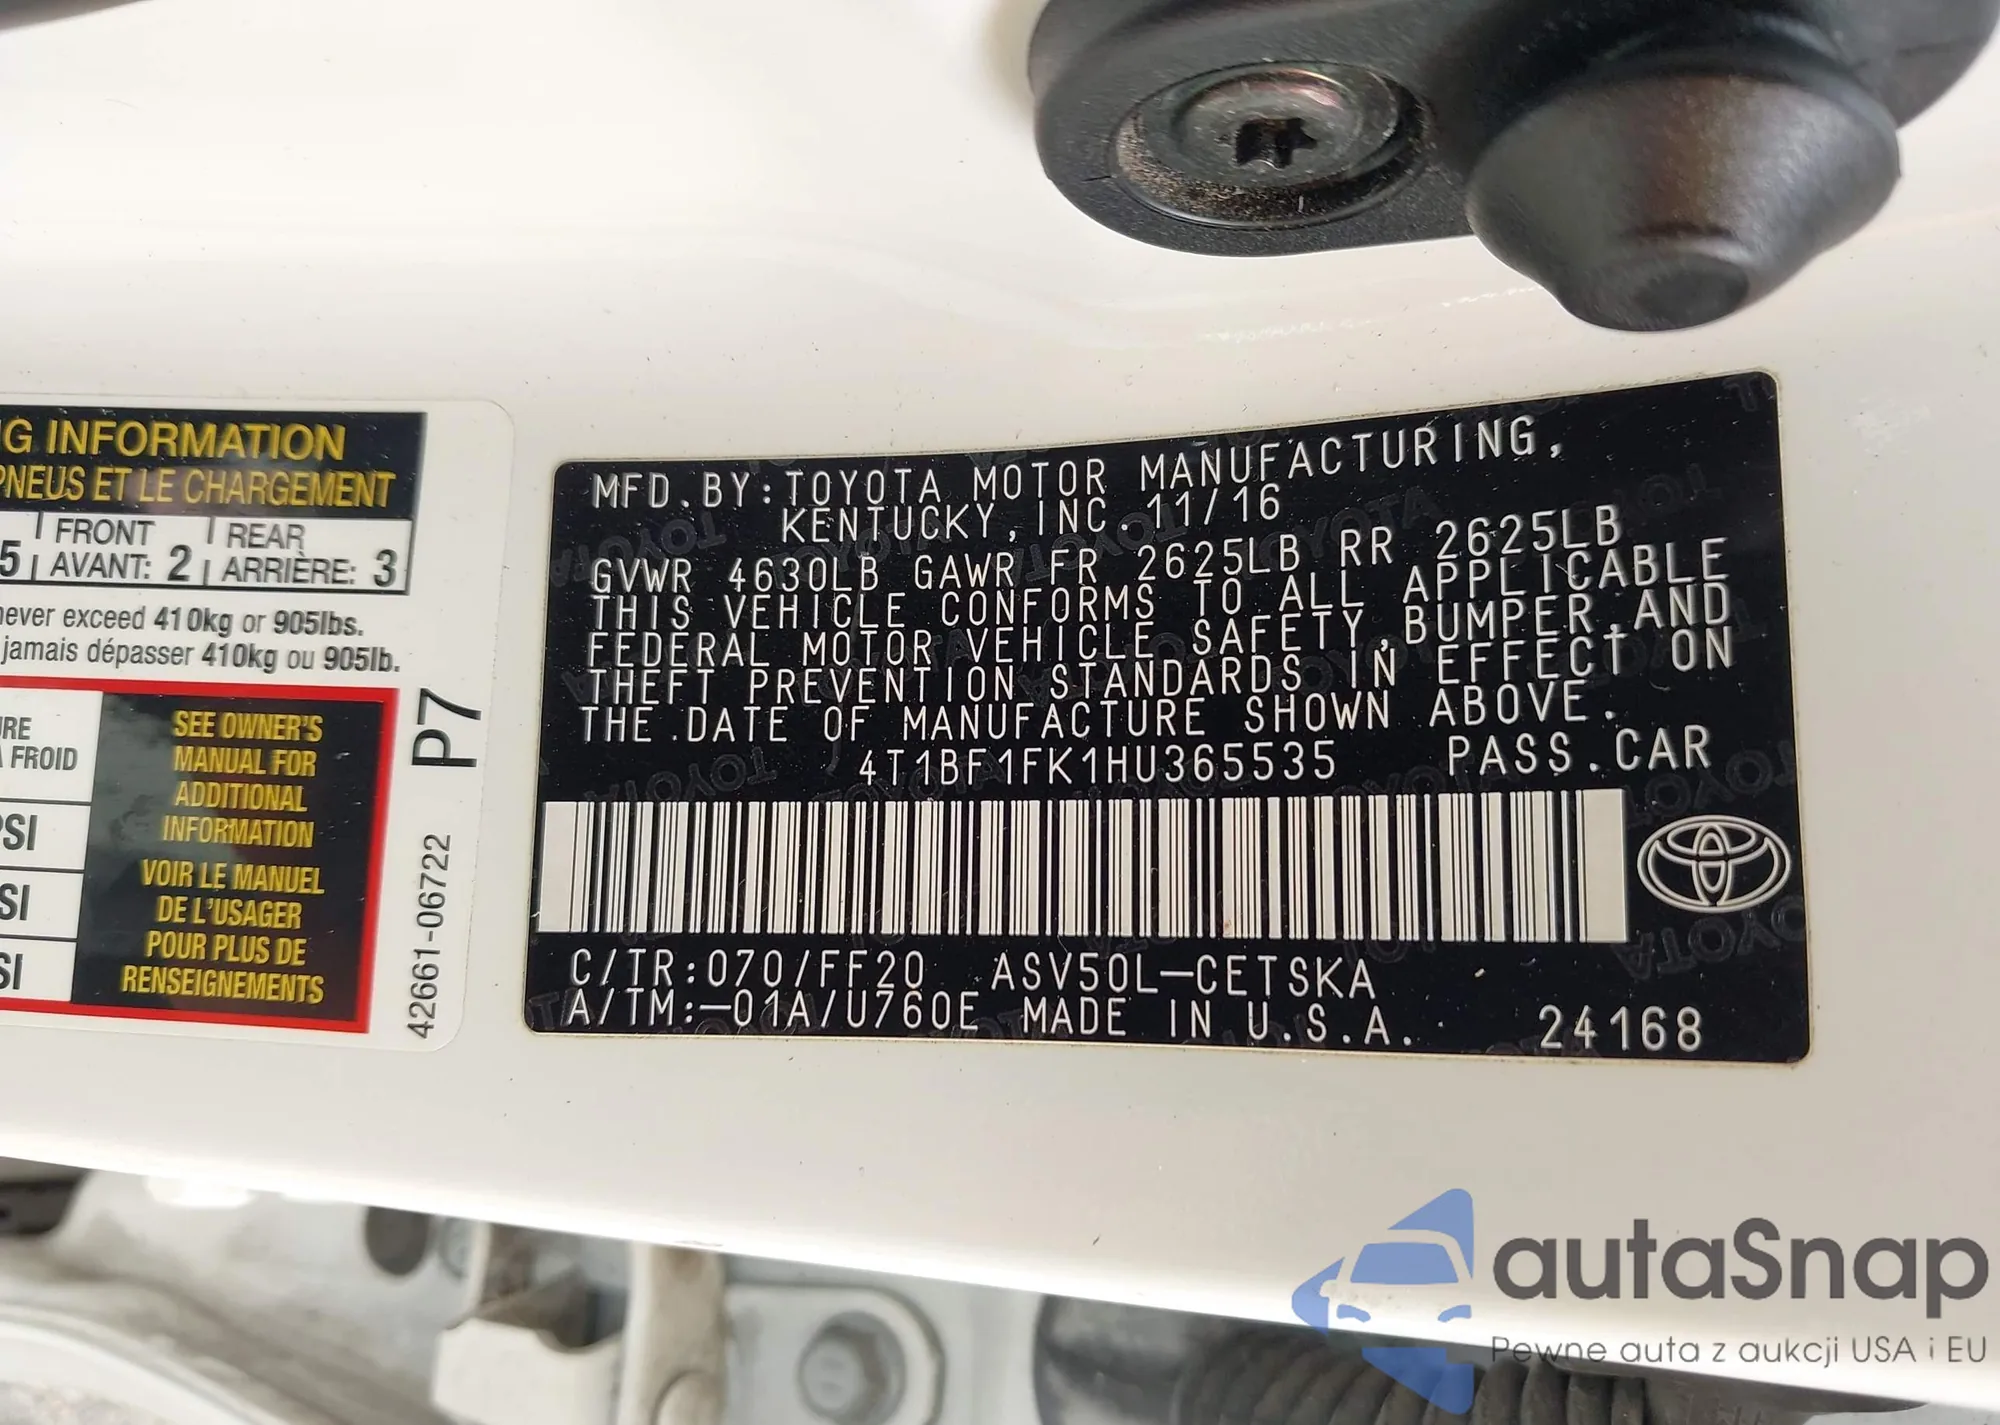 G INFORMATION
PNEUS ET LE CHARGEMENT
5 FRONT AVANT: 2 REAR ARRIÈRE: 3
never exceed 410kg or 905lbs.
jamais dépasser 410kg ou 905lb.
FROID
PSI
SI
SI
SEE OWNER'S
MANUAL FOR
ADDITIONAL
INFORMATION
VOIR LE MANUEL
DE L'USAGER
POUR PLUS DE
RENSEIGNEMENTS
P7
42661-06722
MFD.BY:TOYOTA MOTOR MANUFACTURING,
KENTUCKY, INC. 11/16
GVWR 4630LB GAWR FR 2625LB RR 2625LB
THIS VEHICLE CONFORMS TO ALL APPLICABLE
FEDERAL MOTOR VEHICLE SAFETY,BUMPER,AND
THEFT PREVENTION STANDARDS IN EFFECT ON
THE DATE OF MANUFACTURE SHOWN ABOVE.
4T1BF1FK1HU365535 PASS.CAR
C/TR:070/FF20 ASV50L-CETSKA
A/TM:-01A/U760E MADE IN U.S.A. 24168
autaSnap
Pewne auta z aukcji USA i EU